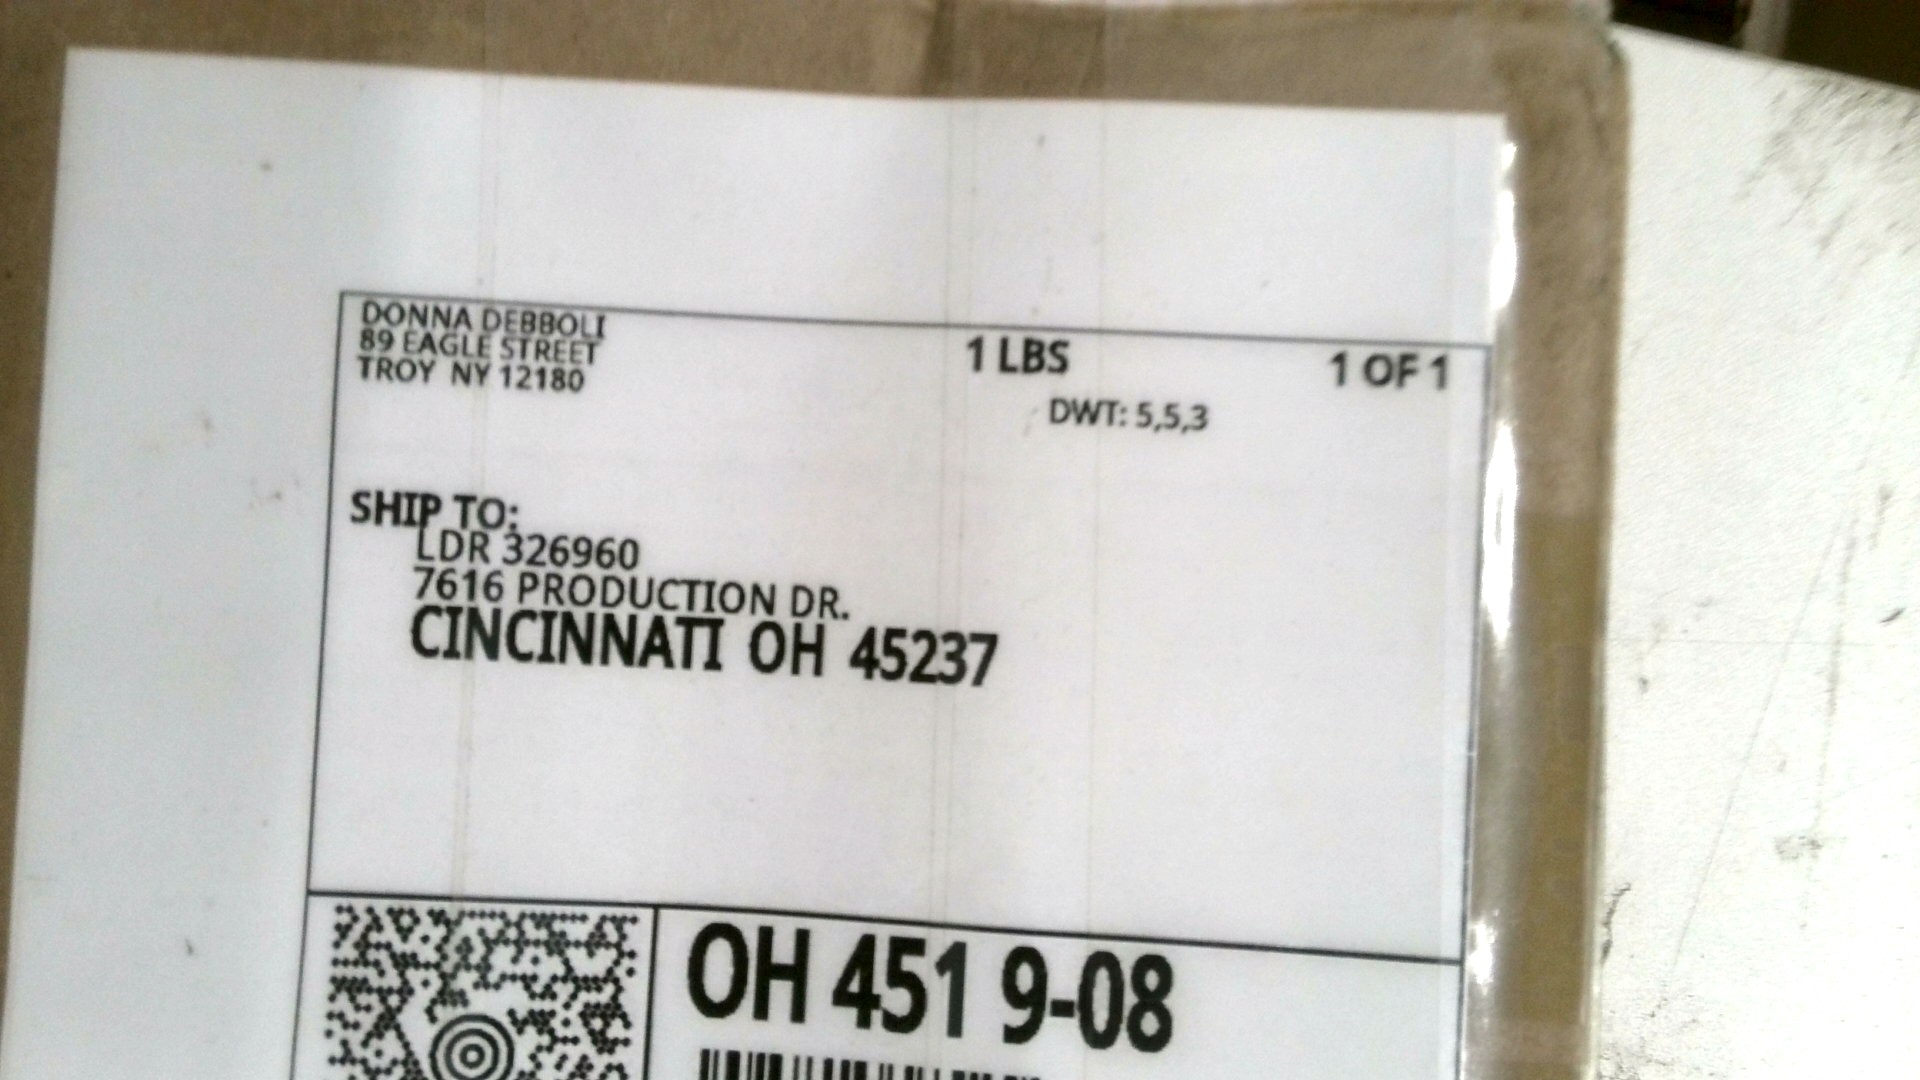 DONNA DEBBOLI
89 EAGLE STREET
TROY NY 12180
1 LBS
1 OF 1
DWT: 5,5,3
SHIP TO:
LDR 326960
7616 PRODUCTION DR.
CINCINNATI OH 45237
OH 451 9-08